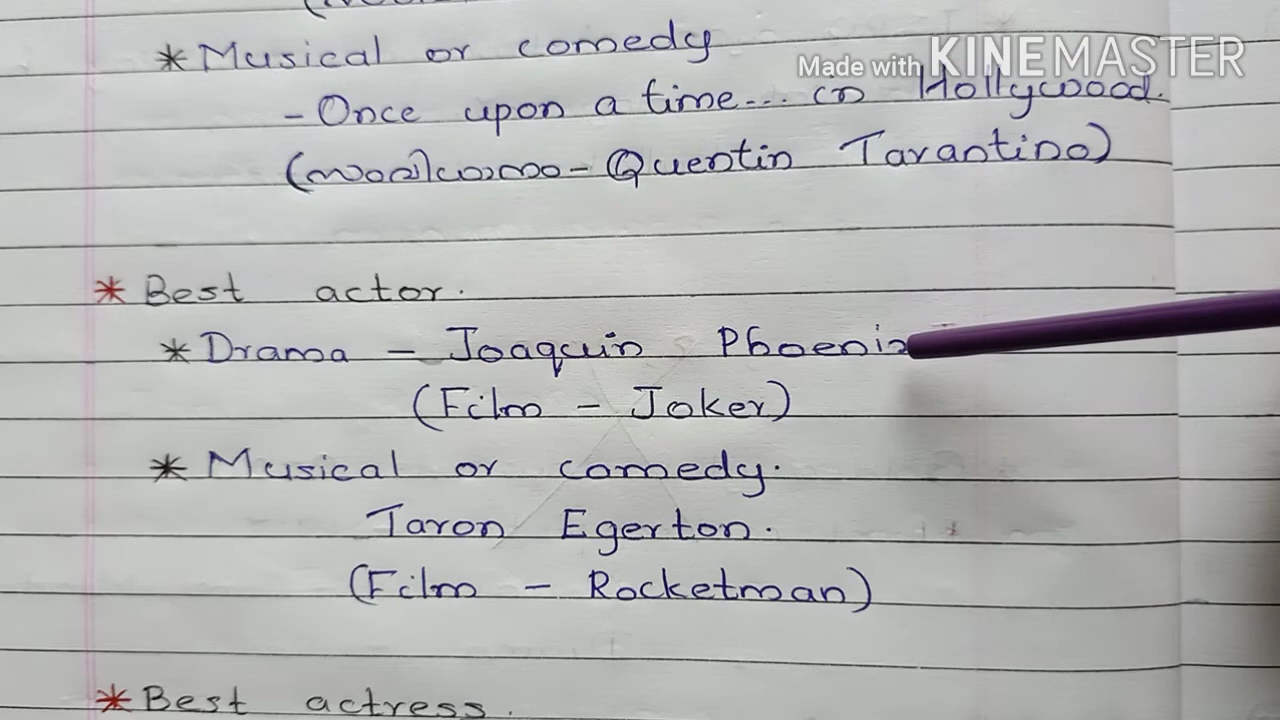 * Musical or comedy
Made with KINEMASTER
- Once upon a time... in Hollywood.
(സംവിധാനം - Quentin Tarantino)
* Best actor.
* Drama - Joaquin Phoenix
(Film - Joker)
* Musical or comedy.
Taron Egerton.
(Film - Rocketman)
* Best actress.